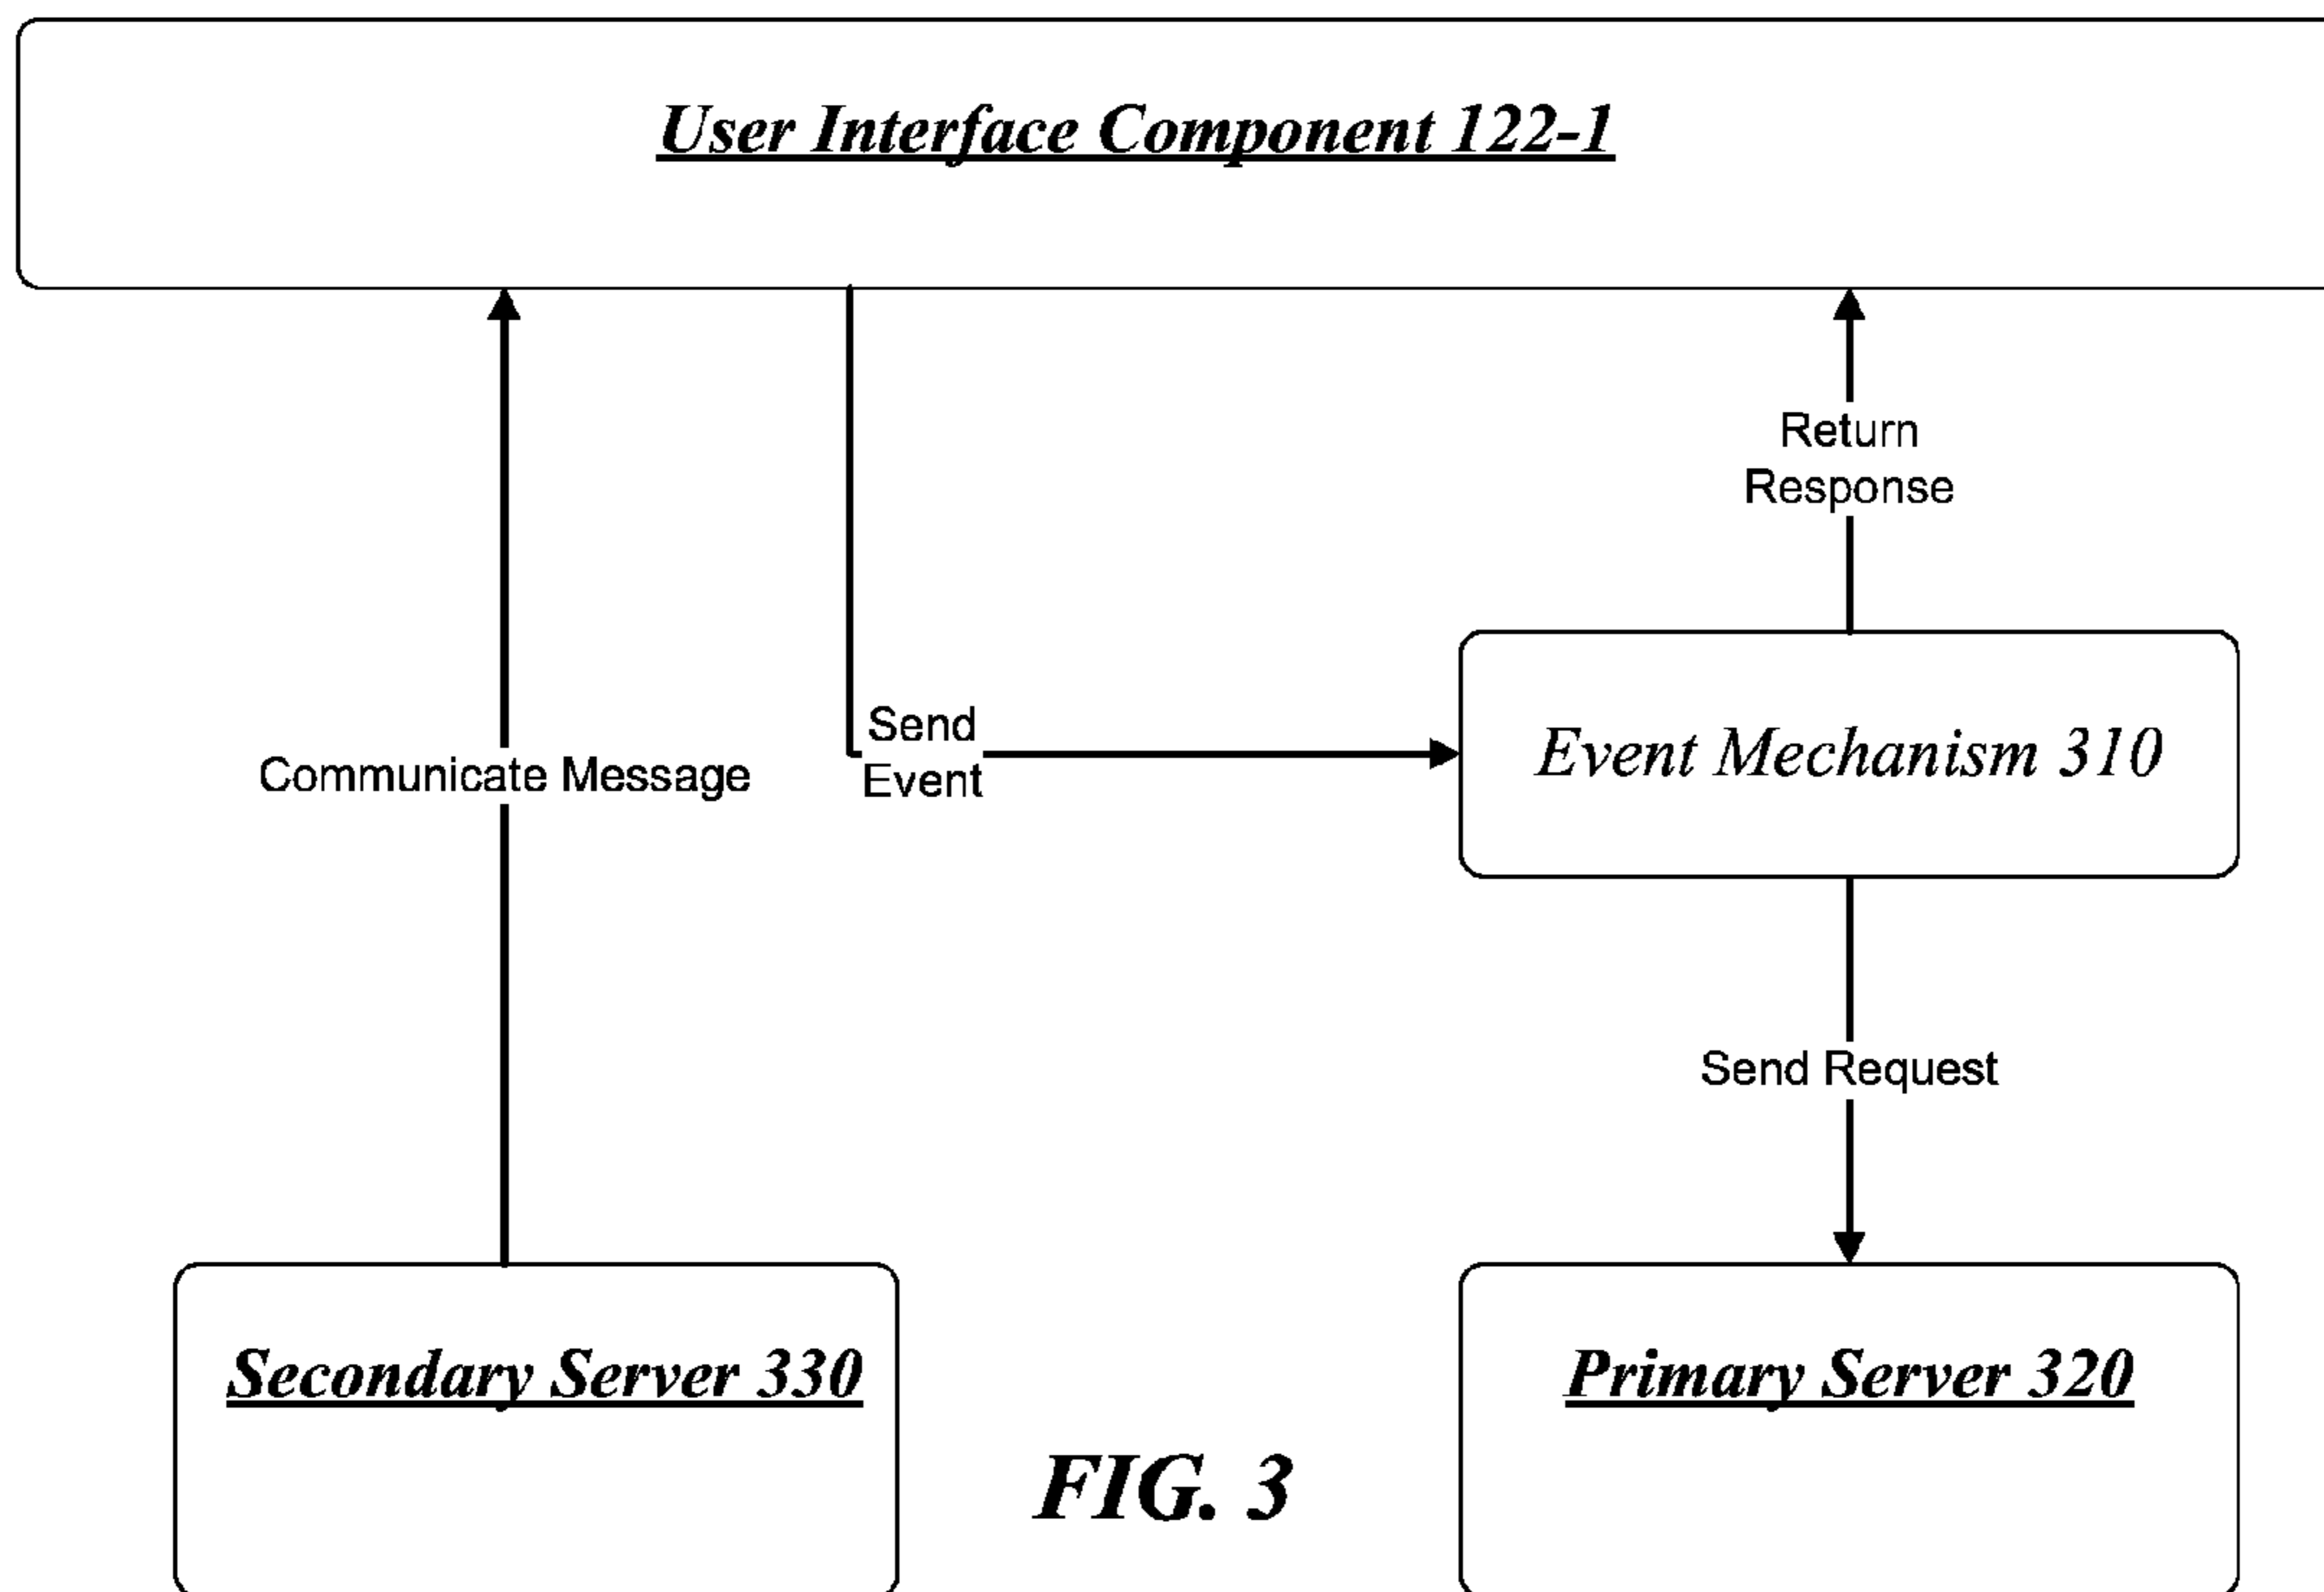 User Interface Component 122-1
Return
Response
Send
Event
Communicate Message
Event Mechanism 310
Send Request
Secondary Server 330
Primary Server 320
FIG. 3